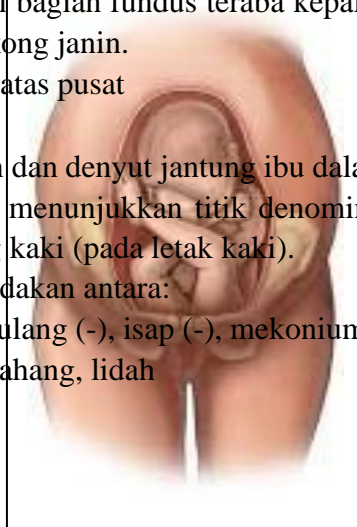 bagian fundus teraba kepal
ong janin.
atas pusat
dan denyut jantung ibu dala
menunjukkan titik denomin
kaki (pada letak kaki).
dakan antara:
ulang (-), isap (-), mekonium
ahang, lidah